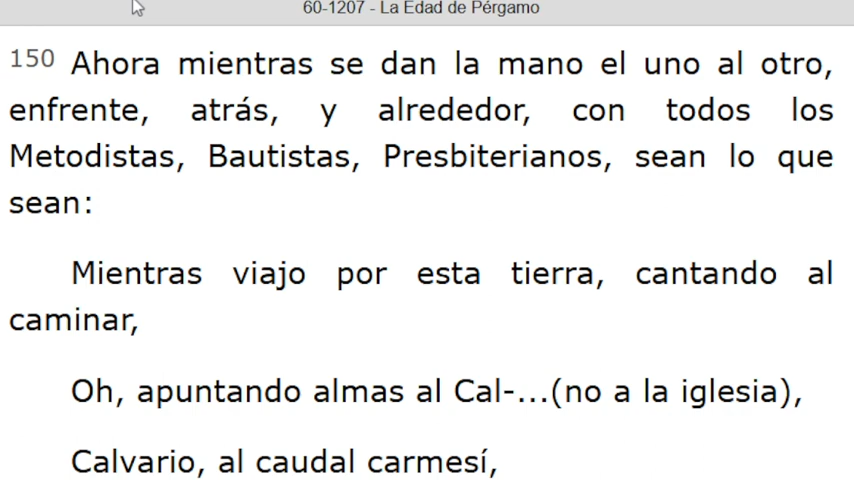 60-1207 - La Edad de Pérgamo
150 Ahora mientras se dan la mano el uno al otro,
enfrente, atrás, y alrededor, con todos los
Metodistas, Bautistas, Presbiterianos, sean lo que
sean:
Mientras viajo por esta tierra, cantando al
caminar,
Oh, apuntando almas al Cal-...(no a la iglesia),
Calvario, al caudal carmesí,